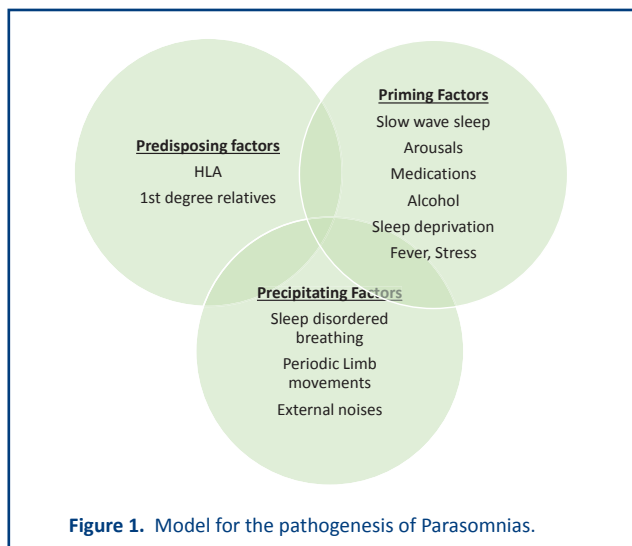 Predisposing factors
HLA
1st degree relatives
Priming Factors
Slow wave sleep
Arousals
Medications
Alcohol
Sleep deprivation
Fever, Stress
Precipitating Factors
Sleep disordered
breathing
Periodic Limb
movements
External noises
Figure 1. Model for the pathogenesis of Parasomnias.